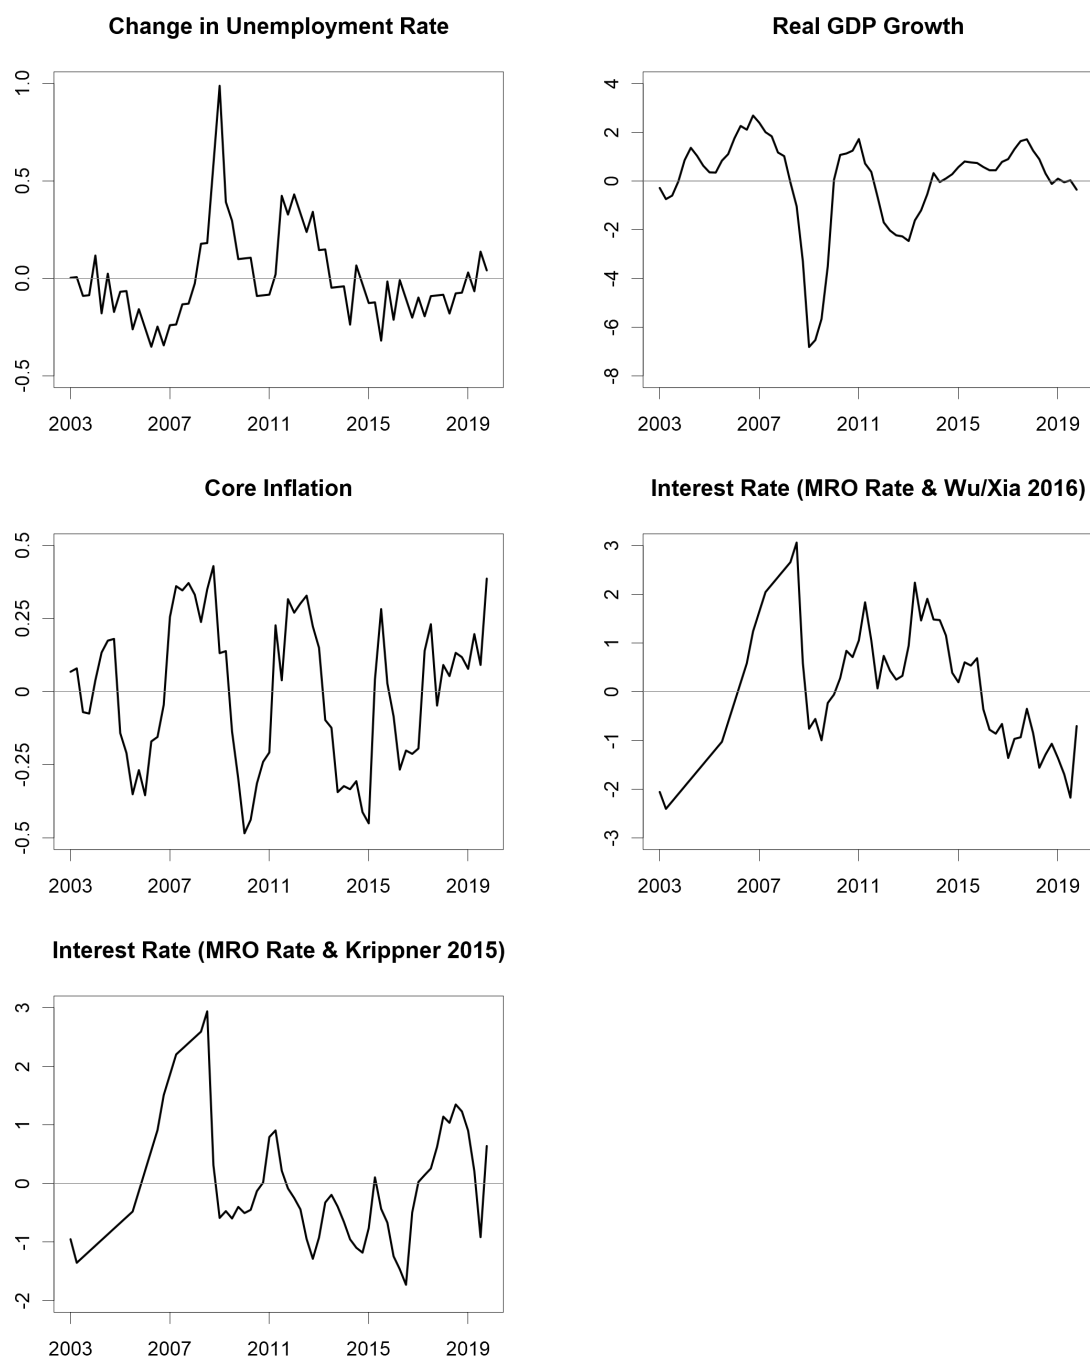 Change in Unemployment Rate
1.0
0.5
0.0
-0.5
2003 2007 2011 2015 2019
Real GDP Growth
4
2
0
-2
-4
-6
-8
2003 2007 2011 2015 2019
Core Inflation
0.5
0.25
0
-0.25
-0.5
2003 2007 2011 2015 2019
Interest Rate (MRO Rate & Wu/Xia 2016)
3
2
1
0
-1
-2
-3
2003 2007 2011 2015 2019
Interest Rate (MRO Rate & Krippner 2015)
3
2
1
0
-1
-2
2003 2007 2011 2015 2019